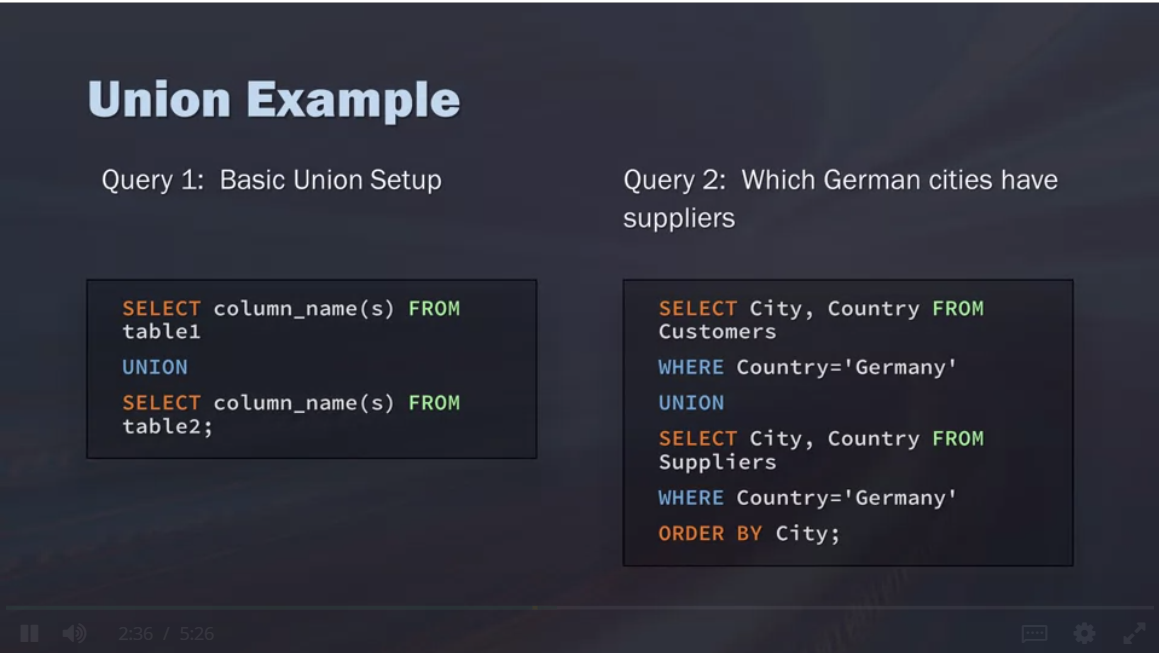 Union Example
Query 1:  Basic Union Setup
SELECT column_name(s) FROM
table1
UNION
SELECT column_name(s) FROM
table2;
Query 2:  Which German cities have
suppliers
SELECT City, Country FROM
Customers
WHERE Country='Germany'
UNION
SELECT City, Country FROM
Suppliers
WHERE Country='Germany'
ORDER BY City;
2:36 / 5:26